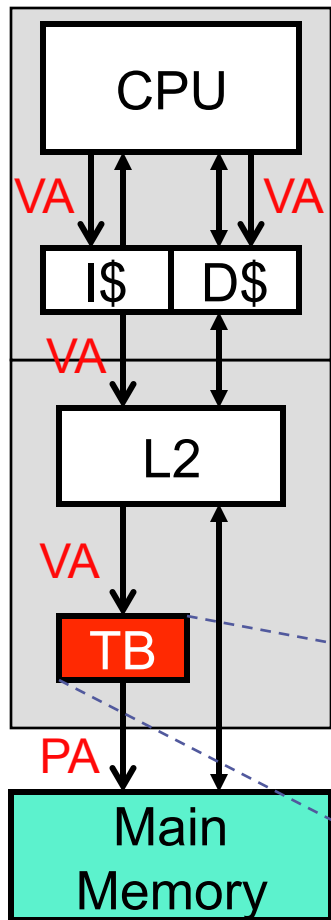 CPU
VA VA
I$ D$
VA
L2
VA
TB
PA
Main
Memory